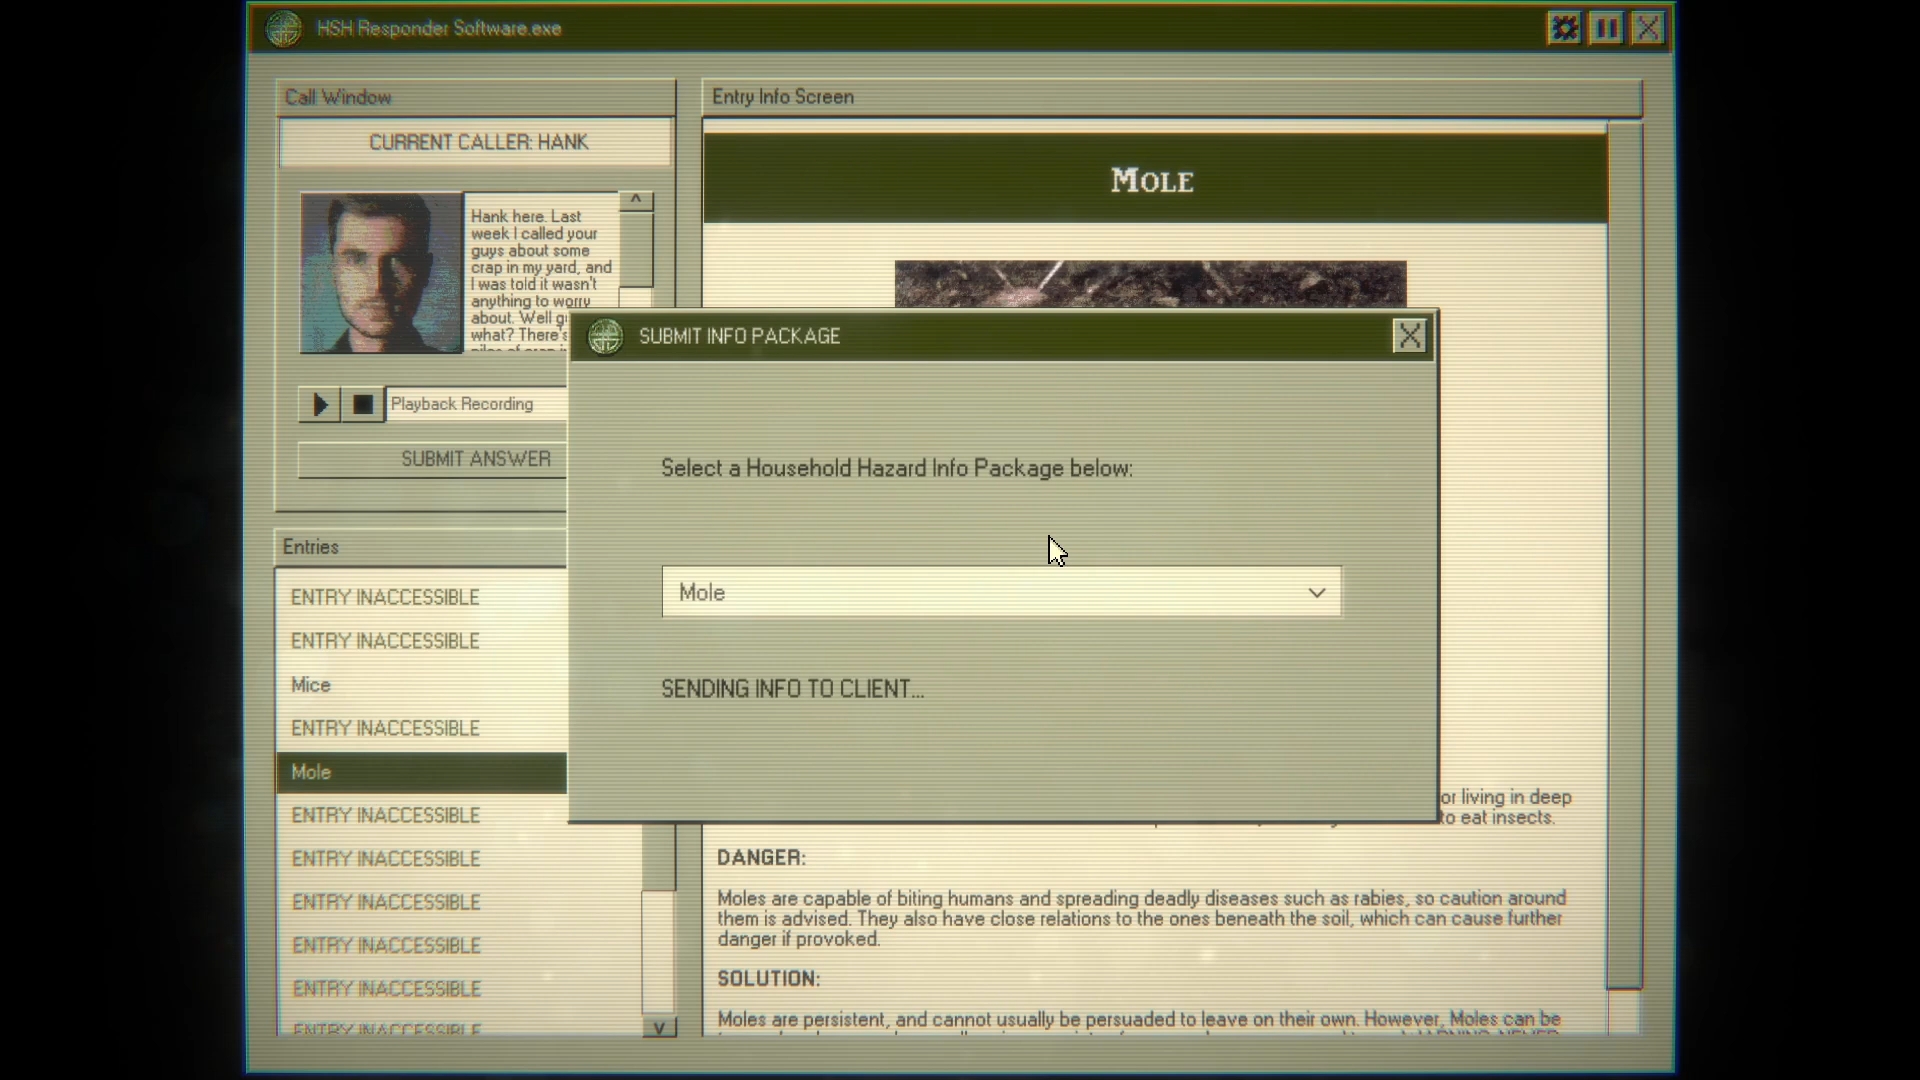 HSH Responder Software.exe
Call Window
CURRENT CALLER: HANK
Hank here. Last
week I called your
guys about some
crap in my yard, and
I was told it wasn't
anything to worry
about. Well
what? There's
Playback Recording
SUBMIT ANSWER
Entries
ENTRY INACCESSIBLE
ENTRY INACCESSIBLE
Mice
ENTRY INACCESSIBLE
Mole
ENTRY INACCESSIBLE
ENTRY INACCESSIBLE
ENTRY INACCESSIBLE
ENTRY INACCESSIBLE
ENTRY INACCESSIBLE
ENTRY INACCESSIBLE
Entry Info Screen
MOLE
SUBMIT INFO PACKAGE
Select a Household Hazard Info Package below:
Mole
SENDING INFO TO CLIENT...
or living in deep
to eat insects.
DANGER:
Moles are capable of biting humans and spreading deadly diseases such as rabies, so caution around
them is advised. They also have close relations to the ones beneath the soil, which can cause further
danger if provoked.
SOLUTION:
Moles are persistent, and cannot usually be persuaded to leave on their own. However, Moles can be